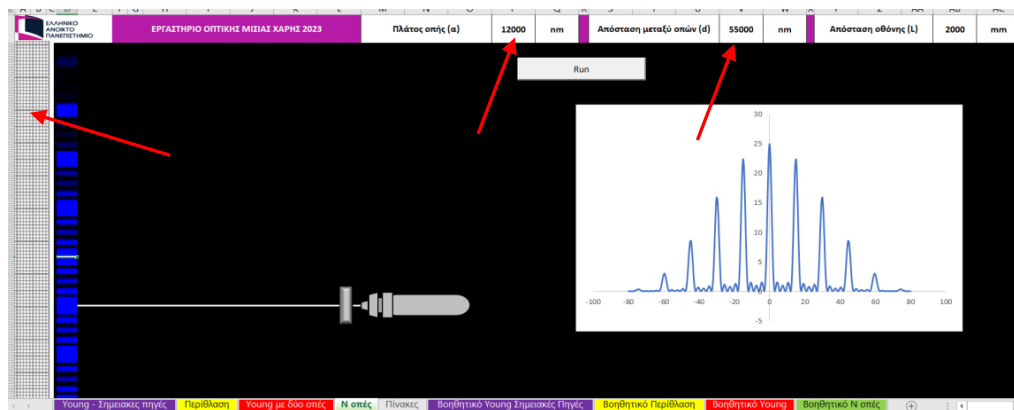 ΕΛΛΗΝΙΚΟ
ΑΝΟΙΚΤΟ
ΠΑΝΕΠΙΣΤΗΜΙΟ
ΕΡΓΑΣΤΗΡΙΟ ΟΠΤΙΚΗΣ ΜΙΣΙΑΣ ΧΑΡΗΣ 2023
Πλάτος οπής (α) 12000 nm
Απόσταση μεταξύ οπών (d) 55000 nm
Απόσταση οθόνης (L) 2000 mm
Run
30
25
20
15
10
5
0
-5
-100 -80 -60 -40 -20 0 20 40 60 80 100
Young - Σημειακες πηγές Περίθλαση Young με δύο οπές Ν οπές Πίνακες Βοηθητικό Young Σημειακές Πηγές Βοηθητικό Περίθλαση Βοηθητικό Young Βοηθητικό Ν οπές